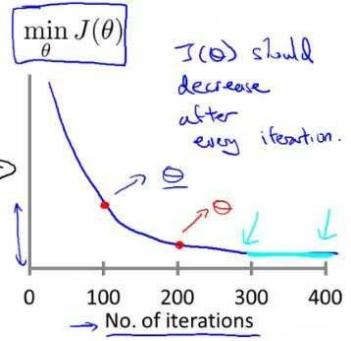 min J(θ)
θ
J(θ) should
decrease
after
every iteration.
θ
θ
0 100 200 300 400
→ No. of iterations